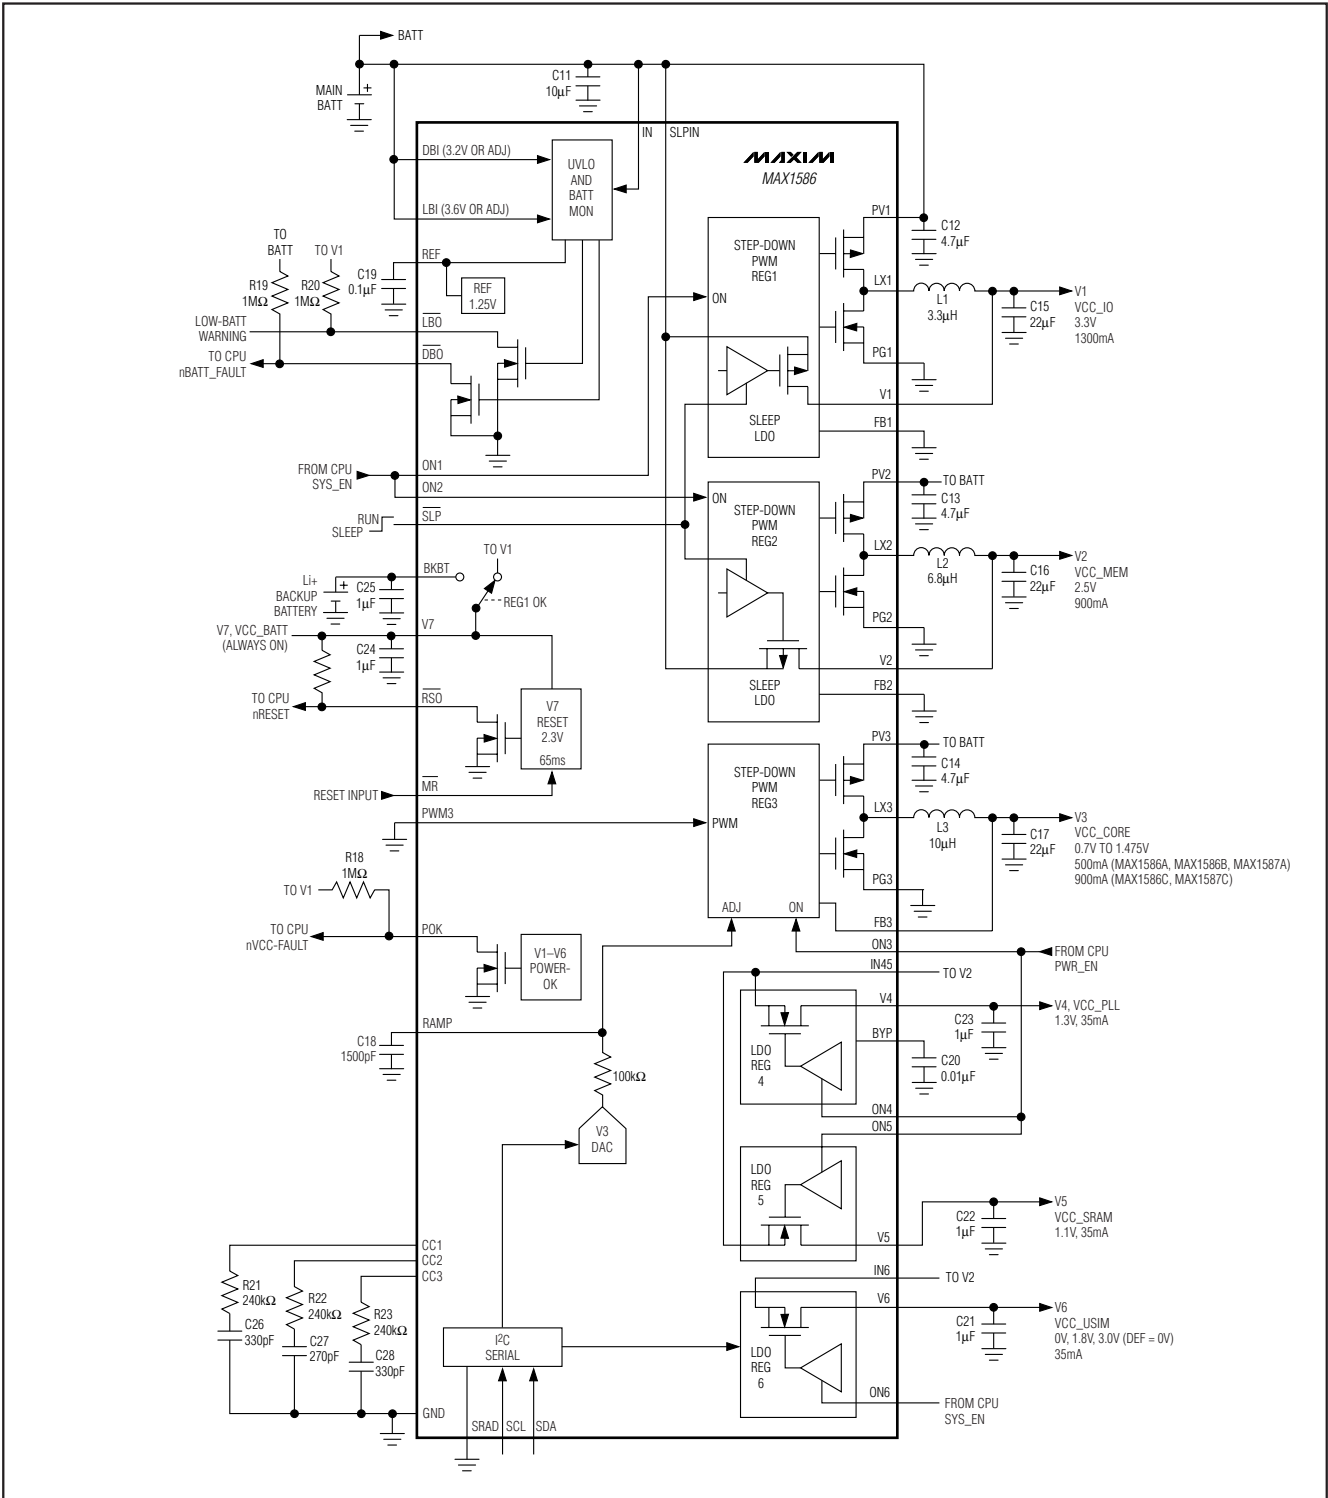 BATT
MAIN
BATT
C11
10µF
IN
SLPIN
DBI (3.2V OR ADJ)
LBI (3.6V OR ADJ)
UVLO
AND
BATT
MON
MAXIM
MAX1586
TO
BATT
TO V1
R19
1MΩ
R20
1MΩ
C19
0.1µF
REF
REF
1.25V
LOW-BATT
WARNING
LBO
TO CPU
nBATT_FAULT
DBO
STEP-DOWN
PWM
REG1
ON
SLEEP
LDO
PV1
C12
4.7µF
LX1
L1
3.3µH
C15
22µF
V1
VCC_IO
3.3V
1300mA
PG1
V1
FB1
FROM CPU
SYS_EN
ON1
ON2
RUN
SLEEP
SLP
STEP-DOWN
PWM
REG2
ON
SLEEP
LDO
PV2
TO BATT
C13
4.7µF
LX2
L2
6.8µH
C16
22µF
V2
VCC_MEM
2.5V
900mA
PG2
V2
FB2
Li+
BACKUP
BATTERY
C25
1µF
BKBT
TO V1
REG1 OK
V7, VCC_BATT
(ALWAYS ON)
C24
1µF
V7
TO CPU
nRESET
RSO
V7
RESET
2.3V
65ms
RESET INPUT
MR
PWM3
STEP-DOWN
PWM
REG3
PWM
ADJ
ON
PV3
TO BATT
C14
4.7µF
LX3
L3
10µH
C17
22µF
V3
VCC_CORE
0.7V TO 1.475V
500mA (MAX1586A, MAX1586B, MAX1587A)
900mA (MAX1586C, MAX1587C)
PG3
FB3
ON3
FROM CPU
PWR_EN
R18
1MΩ
TO V1
TO CPU
nVCC-FAULT
POK
V1–V6
POWER-
OK
RAMP
C18
1500pF
100kΩ
V3
DAC
IN45
TO V2
V4
C23
1µF
V4, VCC_PLL
1.3V, 35mA
BYP
C20
0.01µF
LDO
REG
4
ON4
ON5
LDO
REG
5
V5
C22
1µF
V5
VCC_SRAM
1.1V, 35mA
IN6
TO V2
V6
C21
1µF
V6
VCC_USIM
0V, 1.8V, 3.0V (DEF = 0V)
35mA
LDO
REG
6
ON6
FROM CPU
SYS_EN
CC1
CC2
CC3
R21
240kΩ
C26
330pF
R22
240kΩ
C27
270pF
R23
240kΩ
C28
330pF
I²C
SERIAL
GND
SRAD
SCL
SDA